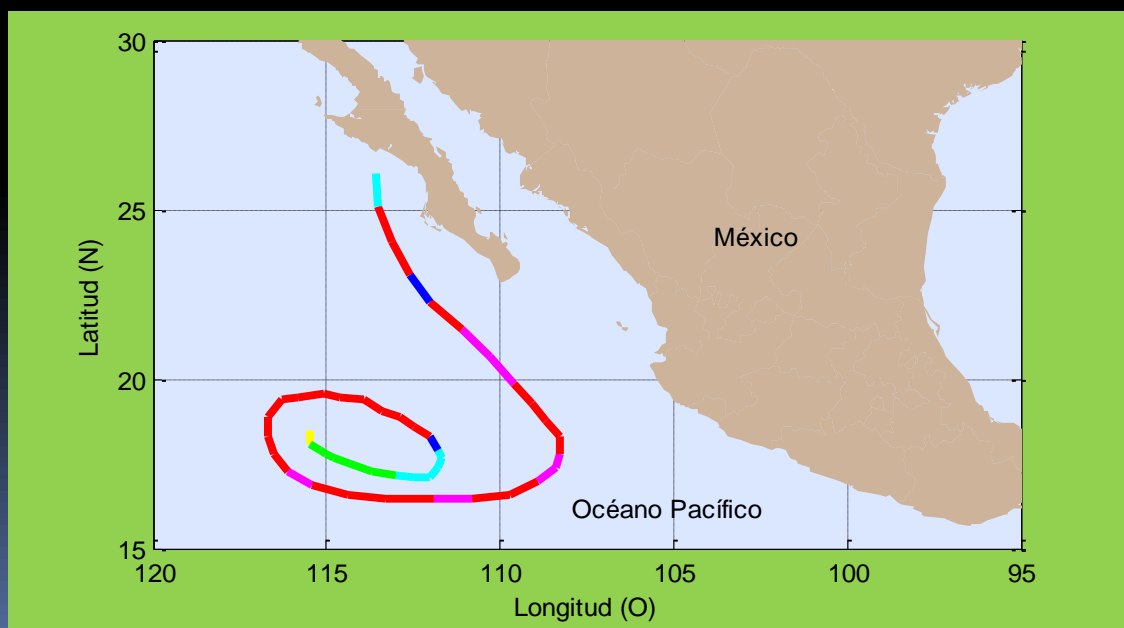 30
25
20
15
Latitud (N)
México
Océano Pacífico
120 115 110 105 100 95
Longitud (O)